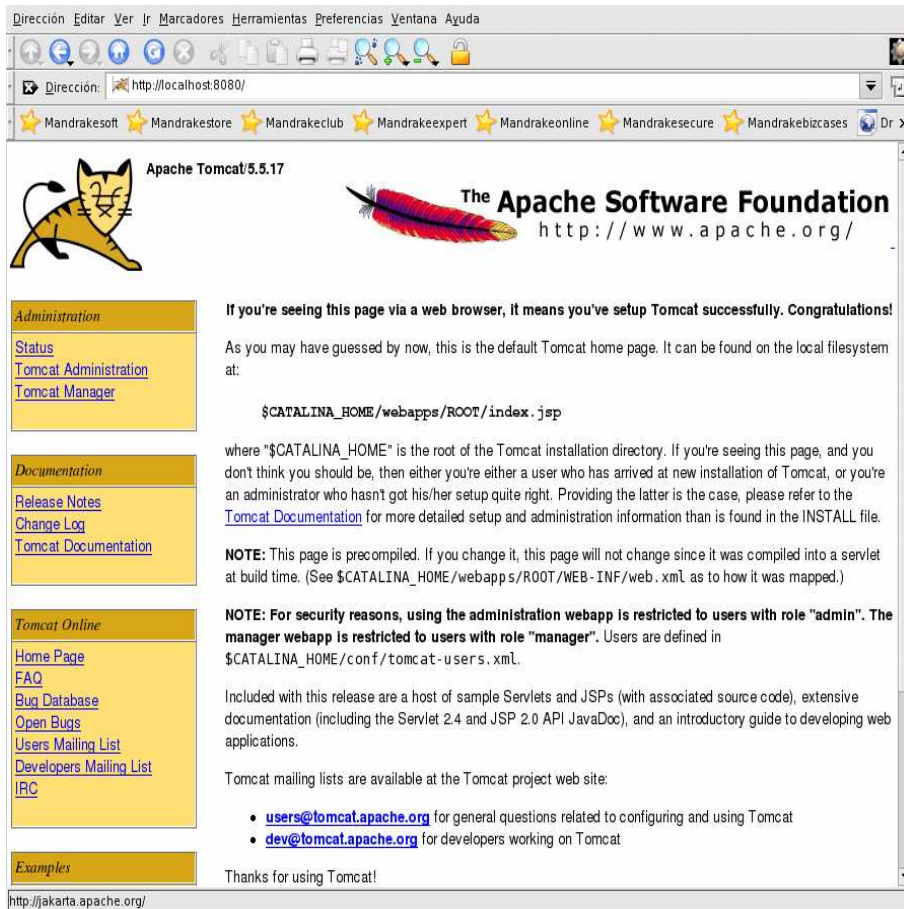 Dirección Editar Ver Ir Marcadores Herramientas Preferencias Ventana Ayuda
Dirección: http://localhost:8080/
Mandrakesoft Mandrakestore Mandrakeclub Mandrakeexpert Mandrakeonline Mandrakesecure Mandrakebizcases Dr
Apache Tomcat/5.5.17
The Apache Software Foundation
http://www.apache.org/
Administration
Status
Tomcat Administration
Tomcat Manager
Documentation
Release Notes
Change Log
Tomcat Documentation
Tomcat Online
Home Page
FAQ
Bug Database
Open Bugs
Users Mailing List
Developers Mailing List
IRC
Examples
If you're seeing this page via a web browser, it means you've setup Tomcat successfully. Congratulations!
As you may have guessed by now, this is the default Tomcat home page. It can be found on the local filesystem
at:
$CATALINA_HOME/webapps/ROOT/index.jsp
where "$CATALINA_HOME" is the root of the Tomcat installation directory. If you're seeing this page, and you
don't think you should be, then either you're either a user who has arrived at new installation of Tomcat, or you're
an administrator who hasn't got his/her setup quite right. Providing the latter is the case, please refer to the
Tomcat Documentation for more detailed setup and administration information than is found in the INSTALL file.
NOTE: This page is precompiled. If you change it, this page will not change since it was compiled into a servlet
at build time. (See $CATALINA_HOME/webapps/ROOT/WEB-INF/web.xml as to how it was mapped.)
NOTE: For security reasons, using the administration webapp is restricted to users with role "admin". The
manager webapp is restricted to users with role "manager". Users are defined in
$CATALINA_HOME/conf/tomcat-users.xml.
Included with this release are a host of sample Servlets and JSPs (with associated source code), extensive
documentation (including the Servlet 2.4 and JSP 2.0 API JavaDoc), and an introductory guide to developing web
applications.
Tomcat mailing lists are available at the Tomcat project web site:
• users@tomcat.apache.org for general questions related to configuring and using Tomcat
• dev@tomcat.apache.org for developers working on Tomcat
Thanks for using Tomcat!
http://jakarta.apache.org/